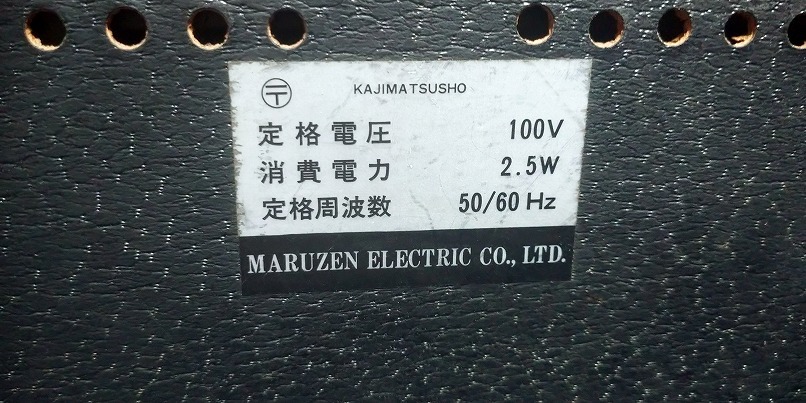 〒 KAJIMATSUSHO
定格電圧 100V
消費電力 2.5W
定格周波数 50/60 Hz
MARUZEN ELECTRIC CO., LTD.